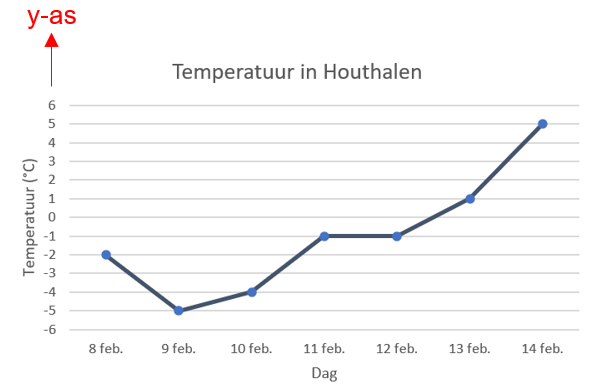 y-as
Temperatuur in Houthalen
Temperatuur (°C)
6
5
4
3
2
1
0
-1
-2
-3
-4
-5
-6
8 feb. 9 feb. 10 feb. 11 feb. 12 feb. 13 feb. 14 feb.
Dag